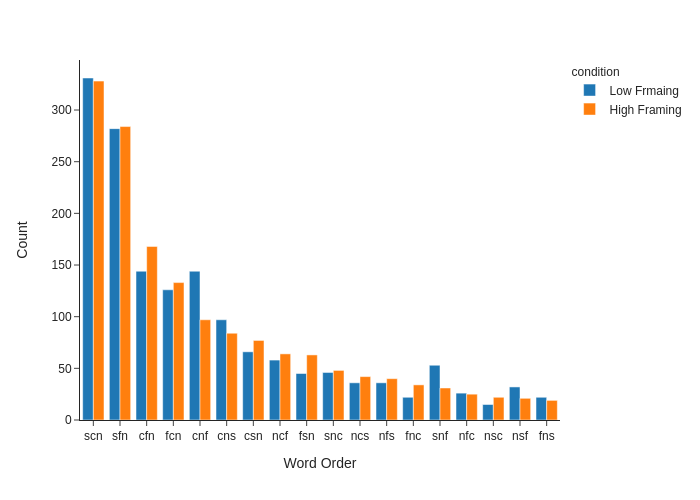 condition
Low Frmaing
High Framing
300
250
200
150
100
50
0
Count
scn sfn cfn fcn cnf cns csn ncf fsn snc ncs nfs fnc snf nfc nsc nsf fns
Word Order